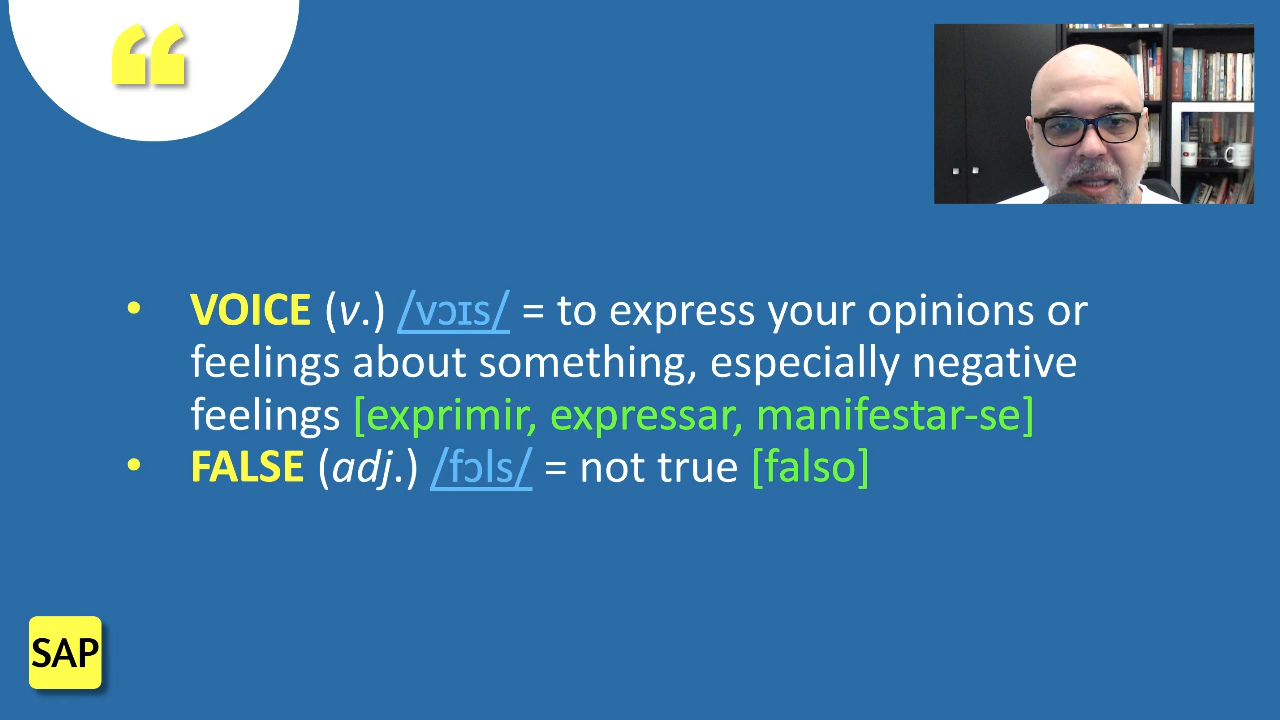 “
• VOICE (v.) /vɔɪs/ = to express your opinions or
feelings about something, especially negative
feelings [exprimir, expressar, manifestar-se]
• FALSE (adj.) /fɔls/ = not true [falso]
SAP